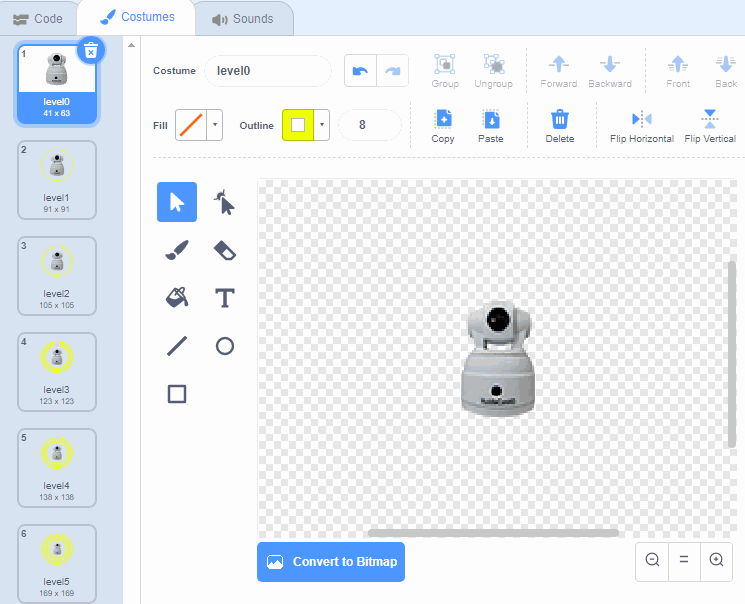 Code
Costumes
Sounds
1
level0
41 x 63
2
level1
91 x 91
3
level2
105 x 105
4
level3
123 x 123
5
level4
138 x 138
6
level5
169 x 169
Costume
level0
Group
Ungroup
Forward
Backward
Front
Back
Fill
Outline
8
Copy
Paste
Delete
Flip Horizontal
Flip Vertical
T
Convert to Bitmap